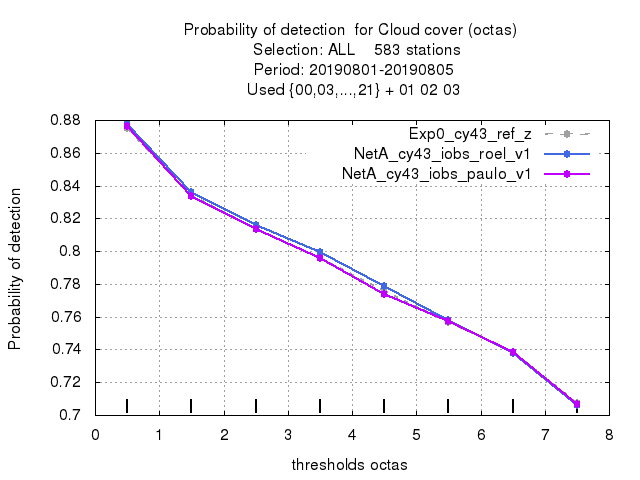 Probability of detection  for Cloud cover (octas)
Selection: ALL    583 stations
Period: 20190801-20190805
Used {00,03,...,21} + 01 02 03
Exp0_cy43_ref_z
NetA_cy43_iobs_roel_v1
NetA_cy43_iobs_paulo_v1
Probability of detection
0.88
0.86
0.84
0.82
0.8
0.78
0.76
0.74
0.72
0.7
0 1 2 3 4 5 6 7 8
thresholds octas